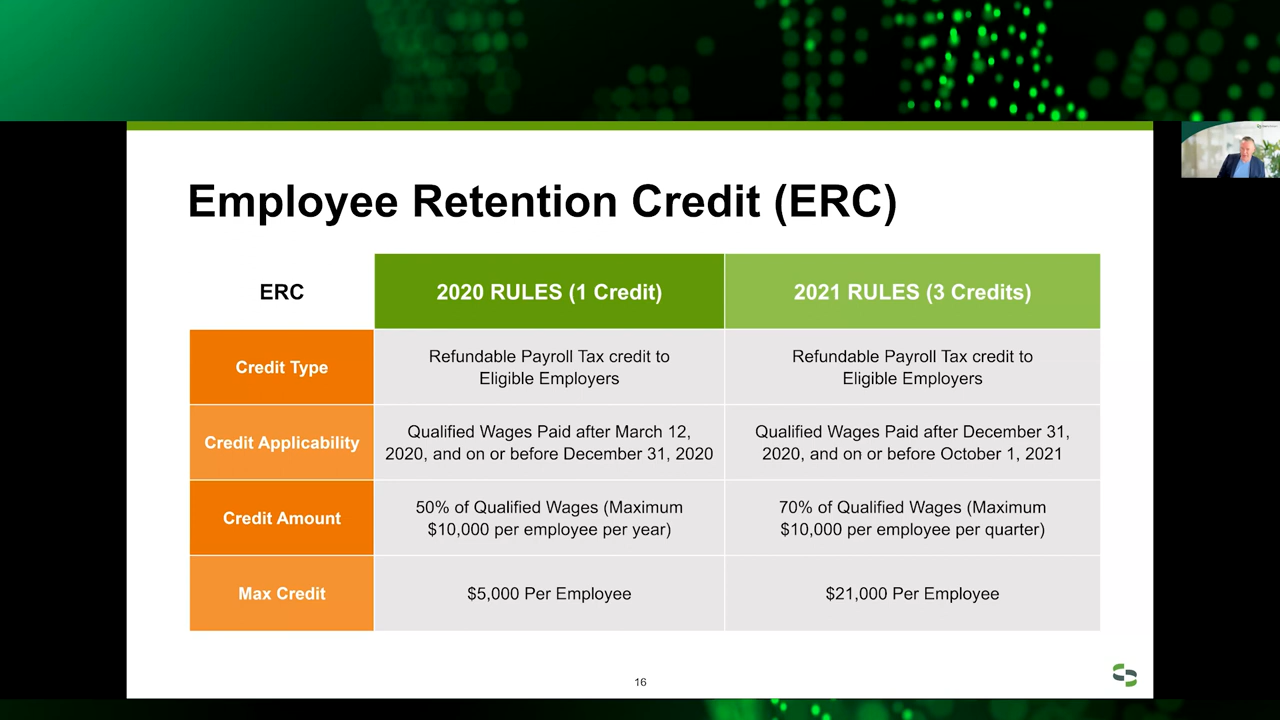 Employee Retention Credit (ERC)
ERC
2020 RULES (1 Credit)
2021 RULES (3 Credits)
Credit Type
Refundable Payroll Tax credit to
Eligible Employers
Refundable Payroll Tax credit to
Eligible Employers
Credit Applicability
Qualified Wages Paid after March 12,
2020, and on or before December 31, 2020
Qualified Wages Paid after December 31,
2020, and on or before October 1, 2021
Credit Amount
50% of Qualified Wages (Maximum
$10,000 per employee per year)
70% of Qualified Wages (Maximum
$10,000 per employee per quarter)
Max Credit
$5,000 Per Employee
$21,000 Per Employee
16